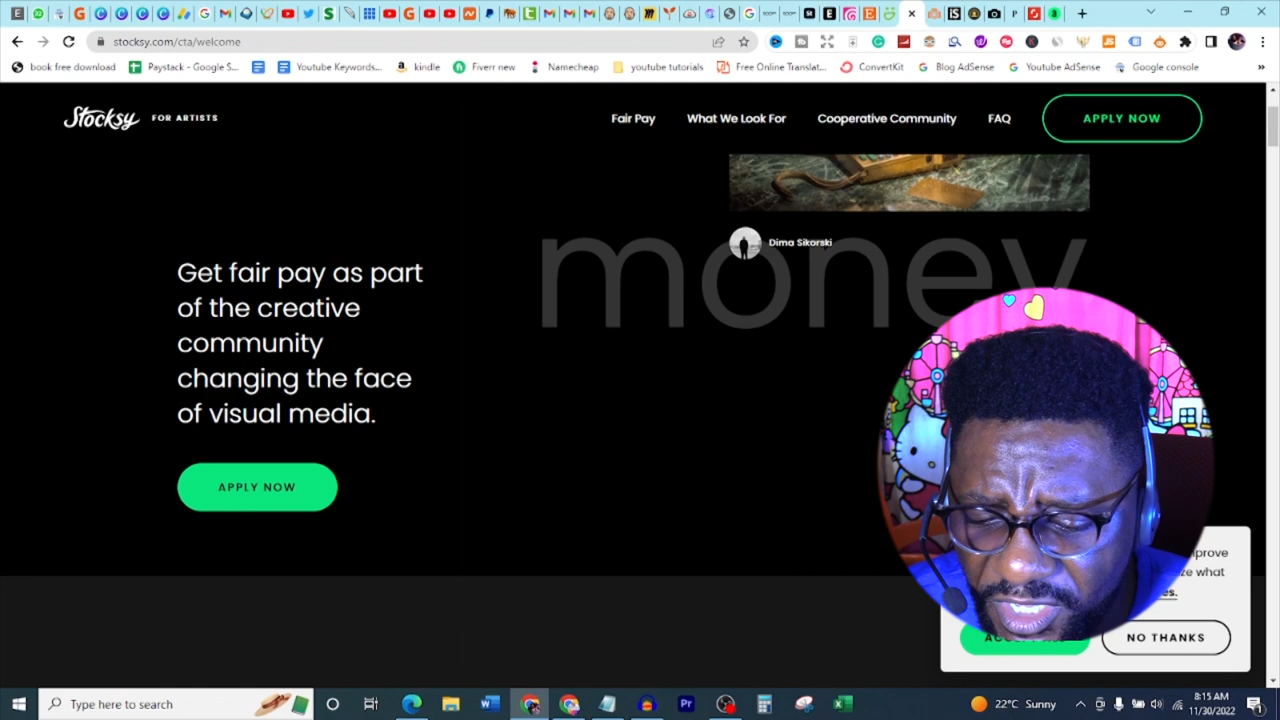 stocksy.com/cta/welcome
book free download
Paystack - Google S...
Youtube Keywords...
kindle
Fiverr new
Namecheap
youtube tutorials
Free Online Translat...
ConvertKit
Blog AdSense
Youtube AdSense
Google console
»
Stocksy FOR ARTISTS
Fair Pay
What We Look For
Cooperative Community
FAQ
APPLY NOW
Dima Sikorski
money
Get fair pay as part
of the creative
community
changing the face
of visual media.
APPLY NOW
what
NO THANKS
Type here to search
22°C Sunny
8:15 AM
11/30/2022